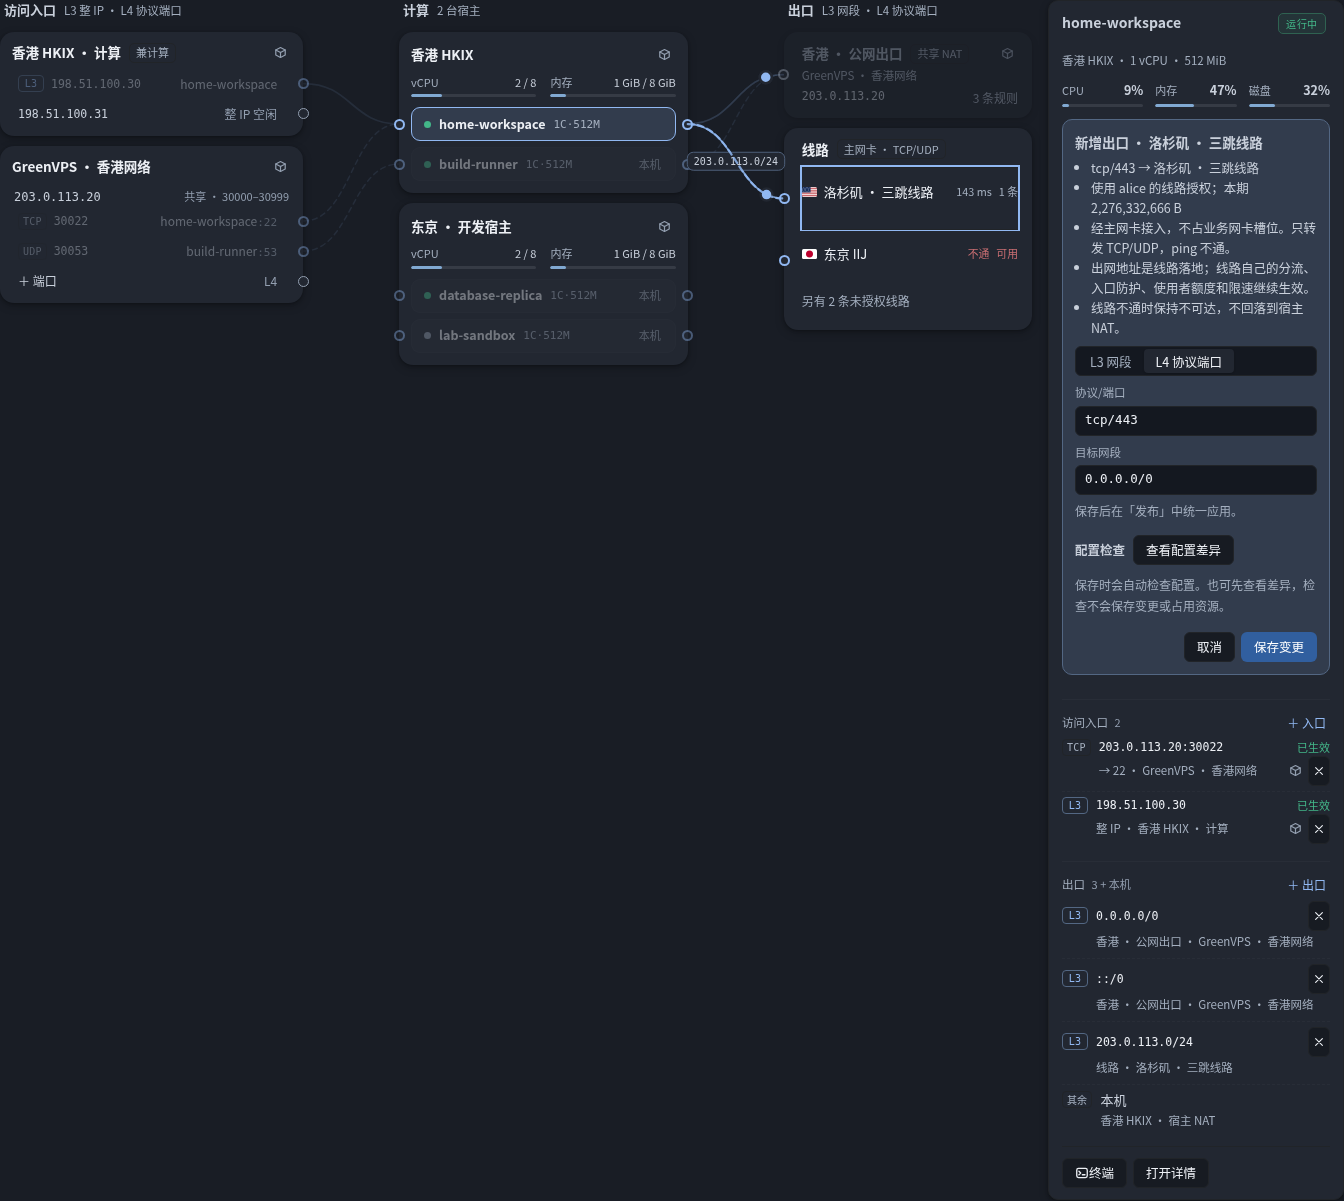 访问入口 L3 整 IP · L4 协议端口
香港 HKIX · 计算 兼计算
L3 198.51.100.30 home-workspace
198.51.100.31 整 IP 空闲
GreenVPS · 香港网络
203.0.113.20 共享 · 30000–30999
TCP 30022 home-workspace:22
UDP 30053 build-runner:53
＋ 端口 L4
计算 2 台宿主
香港 HKIX
vCPU 2 / 8 内存 1 GiB / 8 GiB
home-workspace 1C·512M
build-runner 1C·512M 本机
东京 · 开发宿主
vCPU 2 / 8 内存 1 GiB / 8 GiB
database-replica 1C·512M 本机
lab-sandbox 1C·512M 本机
203.0.113.0/24
出口 L3 网段 · L4 协议端口
香港 · 公网出口 共享 NAT
GreenVPS · 香港网络
203.0.113.20 3 条规则
线路 主网卡 · TCP/UDP
洛杉矶 · 三跳线路 143 ms 1 条
东京 IIJ 不通 可用
另有 2 条未授权线路
home-workspace 运行中
香港 HKIX · 1 vCPU · 512 MiB
CPU 9% 内存 47% 磁盘 32%
新增出口 · 洛杉矶 · 三跳线路
• tcp/443 → 洛杉矶 · 三跳线路
• 使用 alice 的线路授权；本期
2,276,332,666 B
• 经主网卡接入，不占业务网卡槽位。只转
发 TCP/UDP，ping 不通。
• 出网地址是线路落地；线路自己的分流、
入口防护、使用者额度和限速继续生效。
• 线路不通时保持不可达，不回落到宿主
NAT。
L3 网段 L4 协议端口
协议/端口
tcp/443
目标网段
0.0.0.0/0
保存后在「发布」中统一应用。
配置检查 查看配置差异
保存时会自动检查配置。也可先查看差异，检
查不会保存变更或占用资源。
取消 保存变更
访问入口 2 ＋ 入口
TCP 203.0.113.20:30022 已生效
→ 22 · GreenVPS · 香港网络
L3 198.51.100.30 已生效
整 IP · 香港 HKIX · 计算
出口 3 + 本机 ＋ 出口
L3 0.0.0.0/0
香港 · 公网出口 · GreenVPS · 香港网络
L3 ::/0
香港 · 公网出口 · GreenVPS · 香港网络
L3 203.0.113.0/24
线路 · 洛杉矶 · 三跳线路
其余 本机
香港 HKIX · 宿主 NAT
终端 打开详情